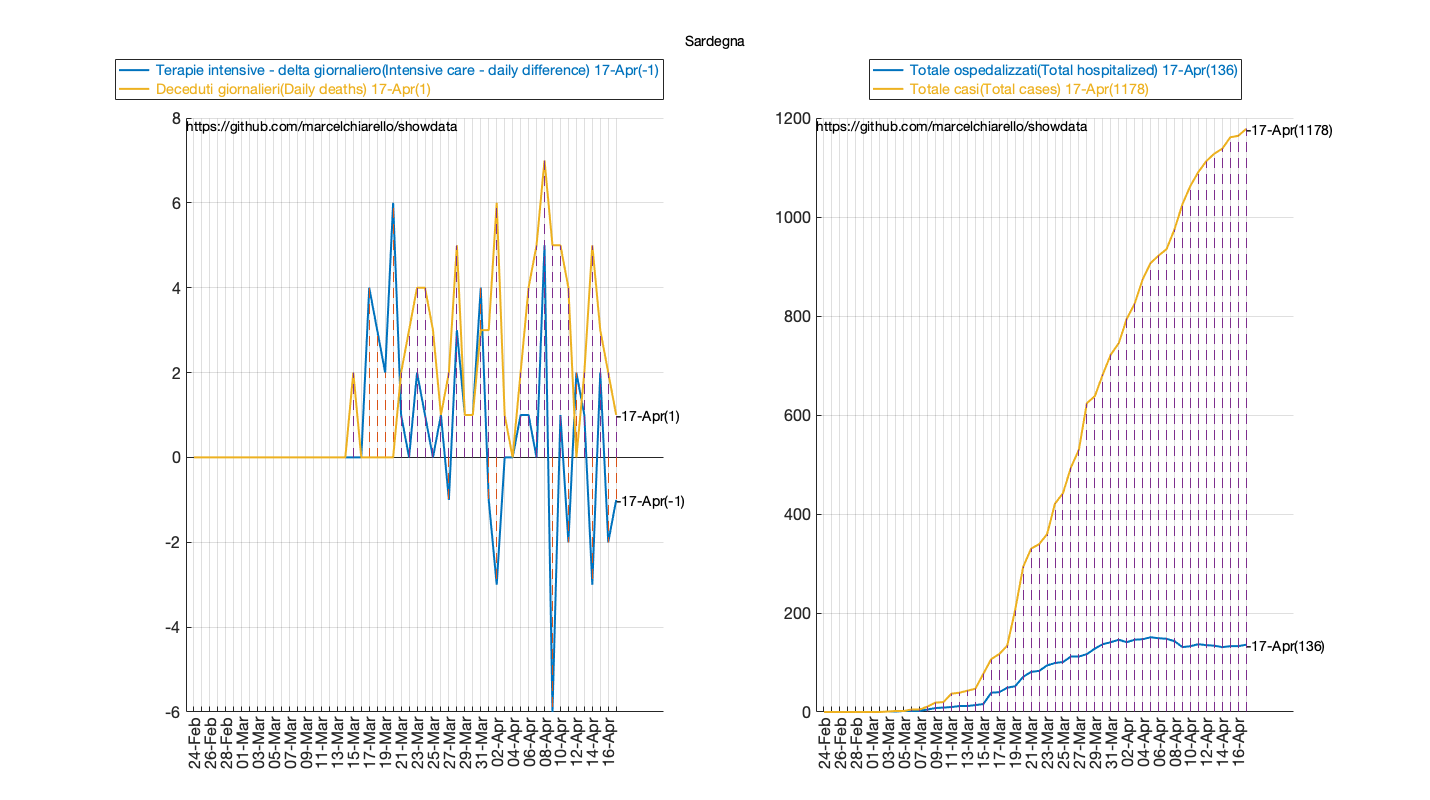 Sardegna
Terapie intensive - delta giornaliero(Intensive care - daily difference) 17-Apr(-1)
Deceduti giornalieri(Daily deaths) 17-Apr(1)
8
https://github.com/marcelchiarello/showdata
6
4
2
0
-2
-4
-6
17-Apr(1)
17-Apr(-1)
24-Feb
26-Feb
28-Feb
01-Mar
03-Mar
05-Mar
07-Mar
09-Mar
11-Mar
13-Mar
15-Mar
17-Mar
19-Mar
21-Mar
23-Mar
25-Mar
27-Mar
29-Mar
31-Mar
02-Apr
04-Apr
06-Apr
08-Apr
10-Apr
12-Apr
14-Apr
16-Apr
Totale ospedalizzati(Total hospitalized) 17-Apr(136)
Totale casi(Total cases) 17-Apr(1178)
1200
https://github.com/marcelchiarello/showdata
1000
800
600
400
200
0
17-Apr(1178)
17-Apr(136)
24-Feb
26-Feb
28-Feb
01-Mar
03-Mar
05-Mar
07-Mar
09-Mar
11-Mar
13-Mar
15-Mar
17-Mar
19-Mar
21-Mar
23-Mar
25-Mar
27-Mar
29-Mar
31-Mar
02-Apr
04-Apr
06-Apr
08-Apr
10-Apr
12-Apr
14-Apr
16-Apr